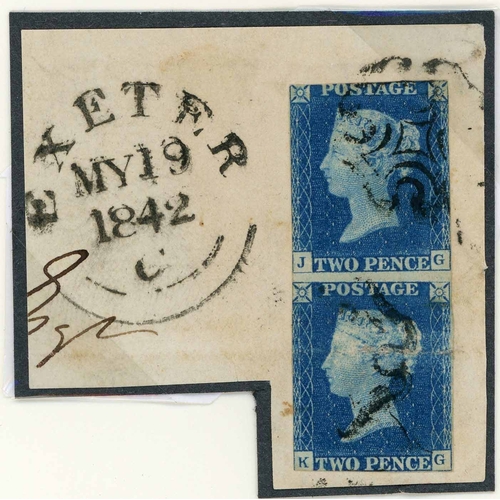 EXETER
MY19
1842
C
POSTAGE
J TWO PENCE G
POSTAGE
K TWO PENCE G